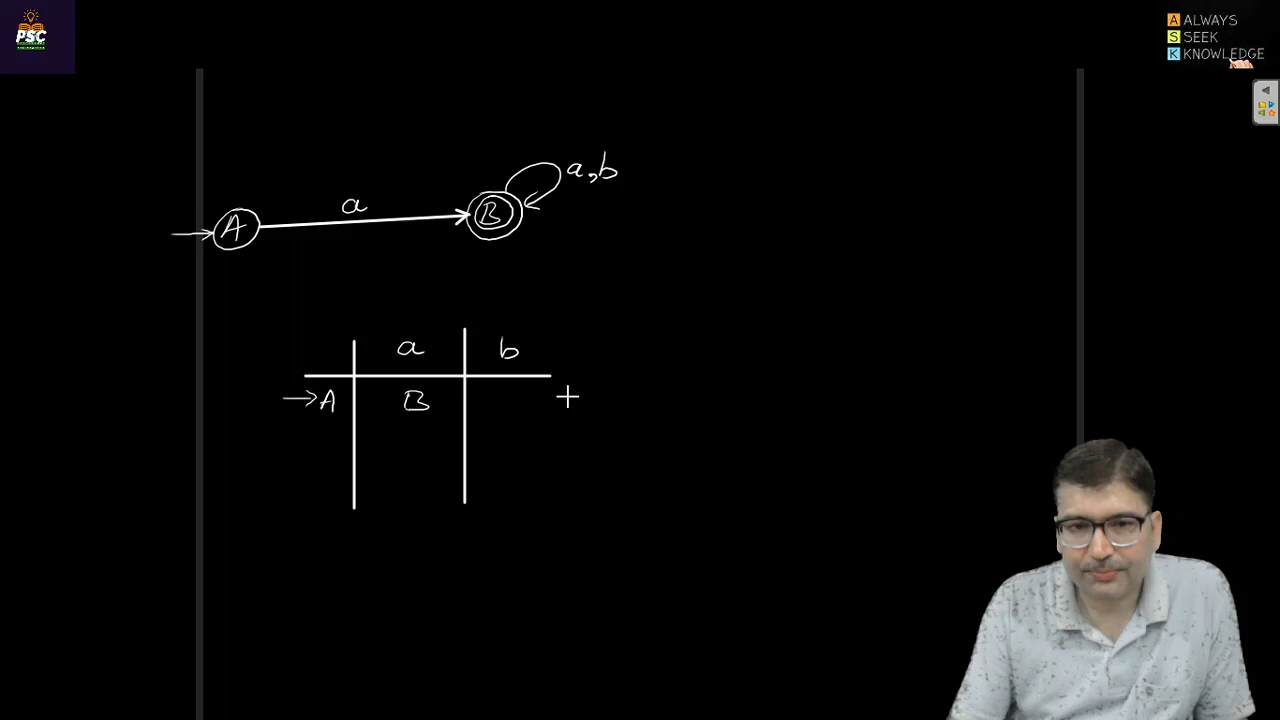 PSC
A ALWAYS
S SEEK
K KNOWLEDGE
a,b
a
A
B
a b
→A B